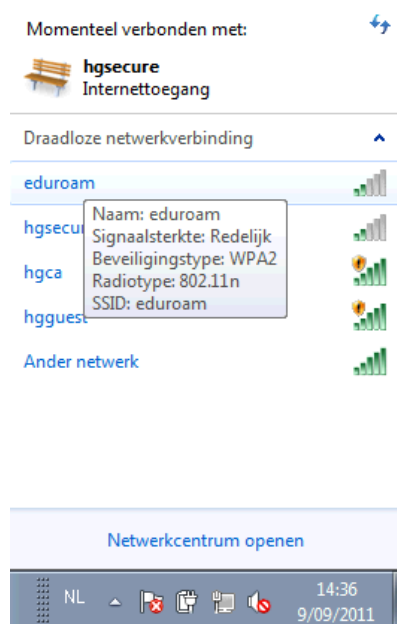 Momenteel verbonden met:
hgsecure
Internettoegang
Draadloze netwerkverbinding
eduroam
Naam: eduroam
Signaalsterkte: Redelijk
Beveiligingstype: WPA2
Radiotype: 802.11n
SSID: eduroam
hgsecur
hgca
hgguest
Ander netwerk
Netwerkcentrum openen
NL
14:36
9/09/2011